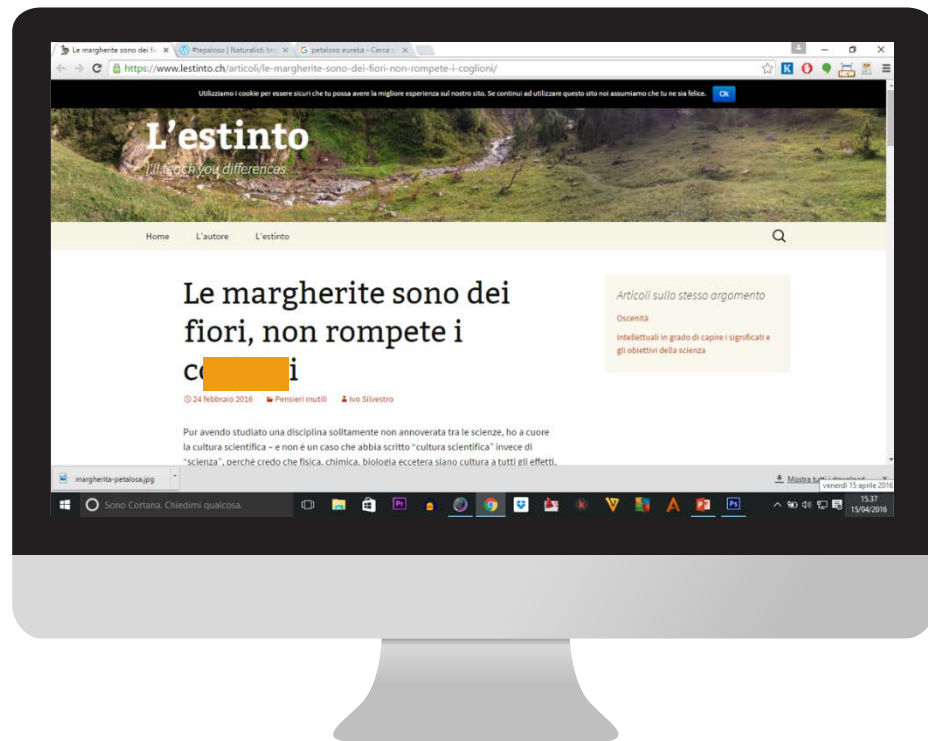 Le margherite sono dei fi
#tepaloso | Naturalisti
petaloso eureka - Cerca
https://www.lestinto.ch/articoli/le-margherite-sono-dei-fiori-non-rompete-i-coglioni/
Utilizziamo i cookie per essere sicuri che tu possa avere la migliore esperienza sul nostro sito. Se continui ad utilizzare questo sito noi assumiamo che tu ne sia felice.
Ok
L'estinto
I'll teach you differences
Home L'autore L'estinto
Le margherite sono dei
fiori, non rompete i
co i
24 febbraio 2016 Pensieri inutili Ivo Silvestro
Pur avendo studiato una disciplina solitamente non annoverata tra le scienze, ho a cuore
la cultura scientifica – e non è un caso che abbia scritto "cultura scientifica" invece di
"scienza", perché credo che fisica, chimica, biologia eccetera siano cultura a tutti gli effetti,
Articoli sullo stesso argomento
Oscenità
Intellettuali in grado di capire i significati e
gli obiettivi della scienza
margherita-petalosa.jpg
Mostra tutti i download
venerdì 15 aprile 2016
Sono Cortana. Chiedimi qualcosa.
15.37
15/04/2016